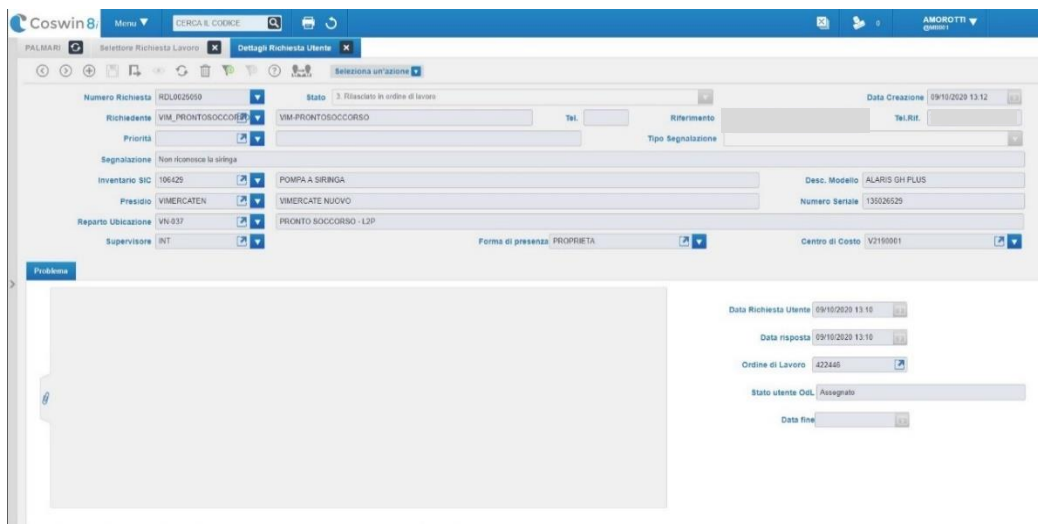 Coswin 8i Menu CERCA IL CODICE 0 AMOROTTI
PALMARI Selettore Richiesta Lavoro Dettagli Richiesta Utente
Seleziona un'azione
Numero Richiesta RDL0025050 Stato 3. Rilasciato in ordine di lavoro Data Creazione 09/10/2020 13:12
Richiedente VIM_PRONTOSOCCORSO VIM-PRONTOSOCCORSO Tel. Riferimento Tel.Rif.
Priorità Tipo Segnalazione
Segnalazione Non riconosce la siringa
Inventario SIC 106429 POMPA A SIRINGA Desc. Modello ALARIS GH PLUS
Presidio VIMERCATEN VIMERCATE NUOVO Numero Seriale 135026529
Reparto Ubicazione VN-037 PRONTO SOCCORSO - L2P
Supervisore INT Forma di presenza PROPRIETA Centro di Costo V2150001
Problema
Data Richiesta Utente 09/10/2020 13:10
Data risposta 09/10/2020 13:10
Ordine di Lavoro 422446
Stato utente OdL Assegnato
Data fine